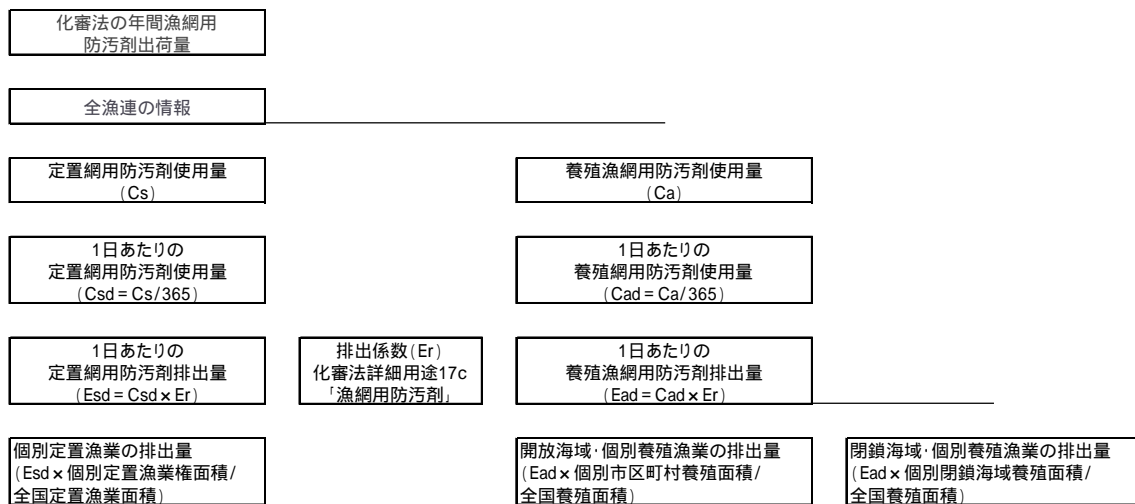 化審法の年間漁網用
防汚剤出荷量
全漁連の情報
定置網用防汚剤使用量
(Cs)
養殖漁網用防汚剤使用量
(Ca)
1日あたりの
定置網用防汚剤使用量
(Csd=Cs/365)
1日あたりの
養殖網用防汚剤使用量
(Cad=Ca/365)
1日あたりの
定置網用防汚剤排出量
(Esd=Csd×Er)
排出係数(Er)
化審法詳細用途17c
「漁網用防汚剤」
1日あたりの
養殖漁網用防汚剤排出量
(Ead=Cad×Er)
個別定置漁業の排出量
(Esd×個別定置漁業権面積/
全国定置漁業面積)
開放海域・個別養殖漁業の排出量
(Ead×個別市区町村養殖面積/
全国養殖面積)
閉鎖海域・個別養殖漁業の排出量
(Ead×個別閉鎖海域養殖面積/
全国養殖面積)